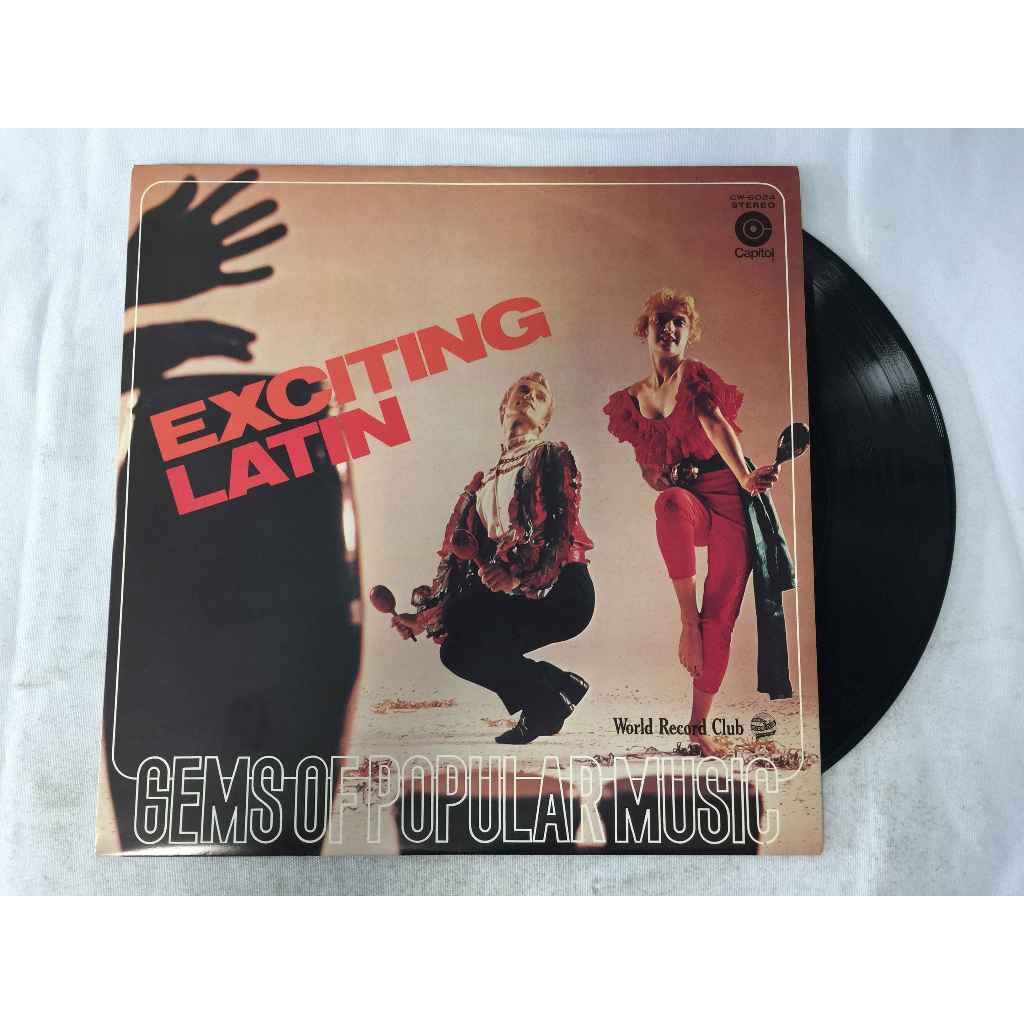 CW-6024
STEREO
Capitol
EXCITING
LATIN
World Record Club
GEMS OF POPULAR MUSIC